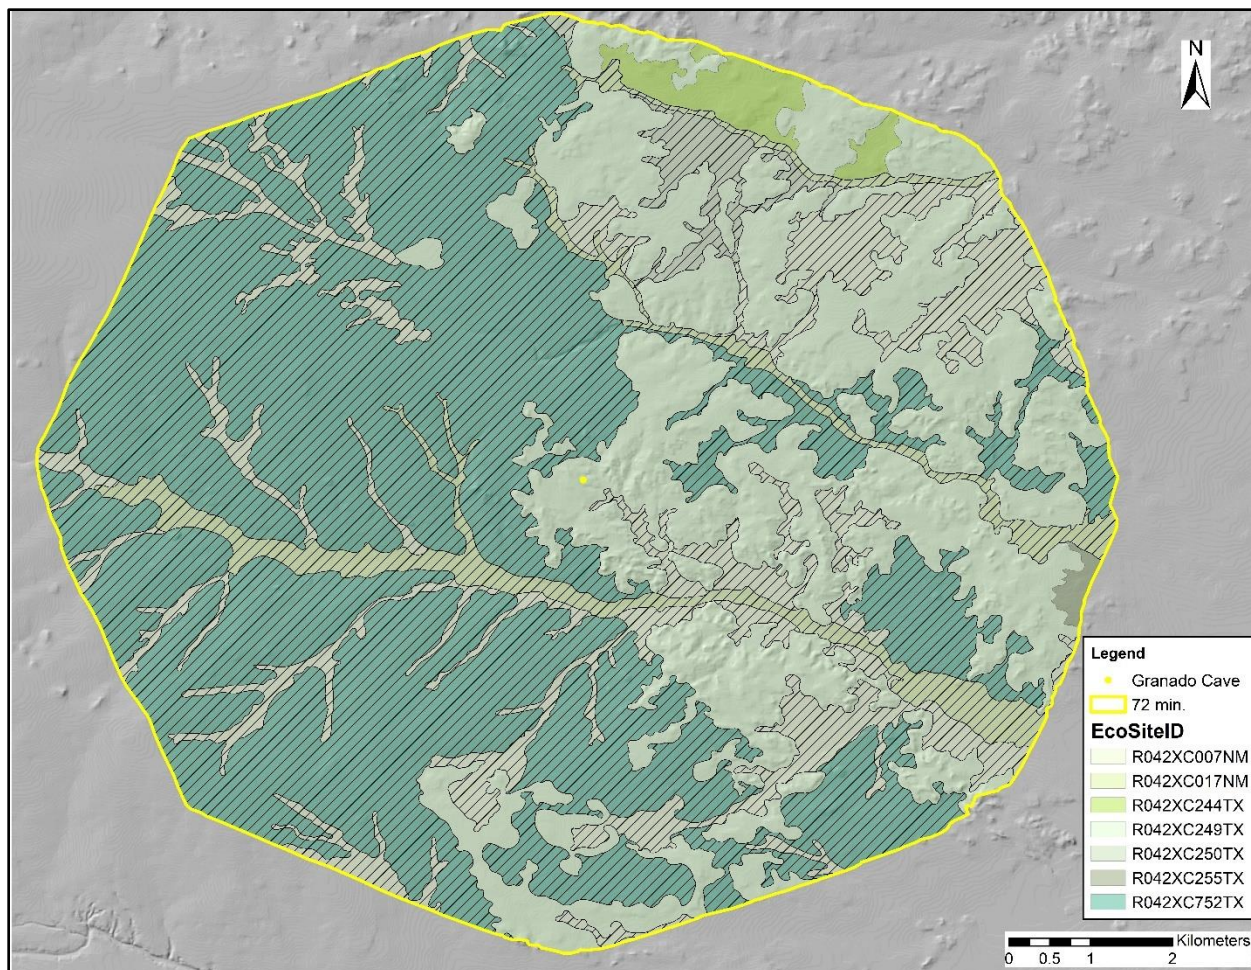 N
Legend
Granado Cave
72 min.
EcoSiteID
R042XC007NM
R042XC017NM
R042XC244TX
R042XC249TX
R042XC250TX
R042XC255TX
R042XC752TX
Kilometers
0 0.5 1 2